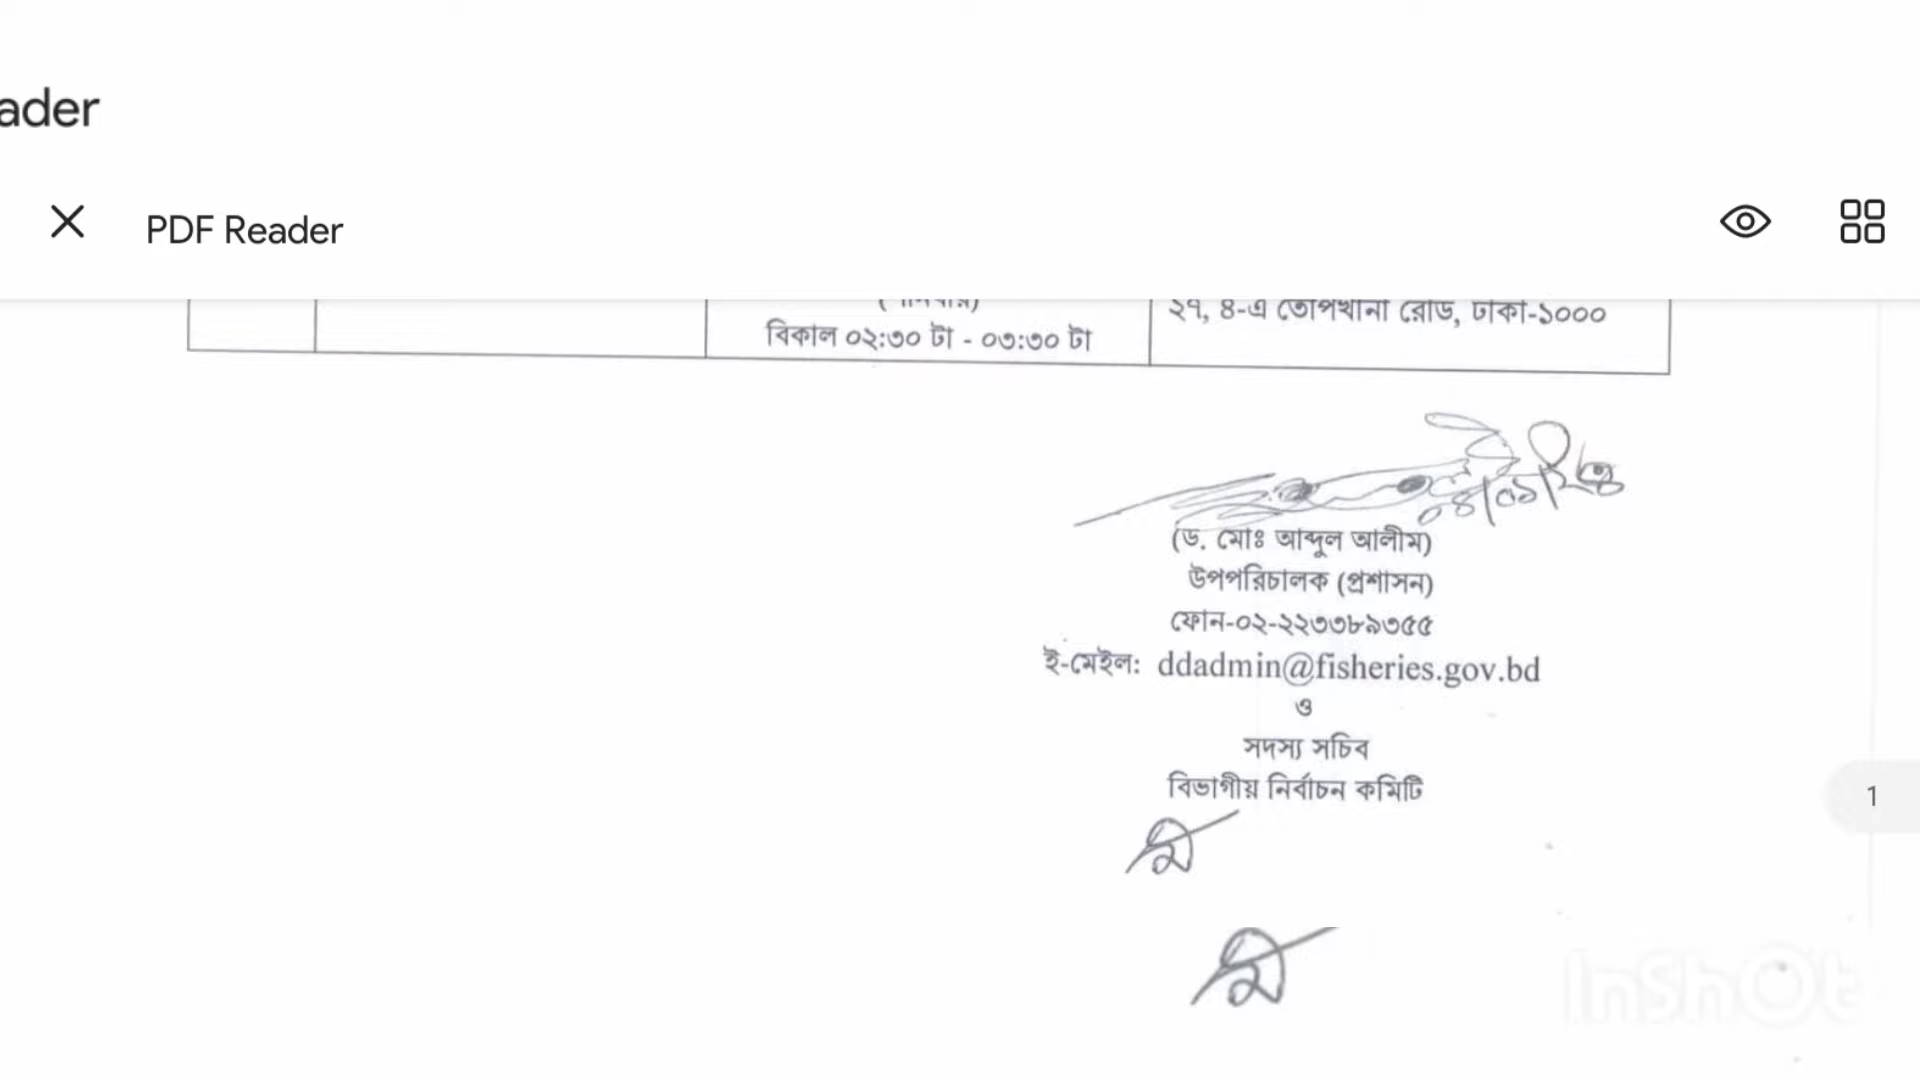 ader
PDF Reader
বিকাল ০২:৩০ টা - ০৩:৩০ টা
২৭, ৪-এ তোপখানা রোড, ঢাকা-১০০০
(ড. মোঃ আব্দুল আলীম)
উপপরিচালক (প্রশাসন)
ফোন-০২-২২৩৩৮৯৩৫৫
ই-মেইল: ddadmin@fisheries.gov.bd
ও
সদস্য সচিব
বিভাগীয় নির্বাচন কমিটি
1
InShOt